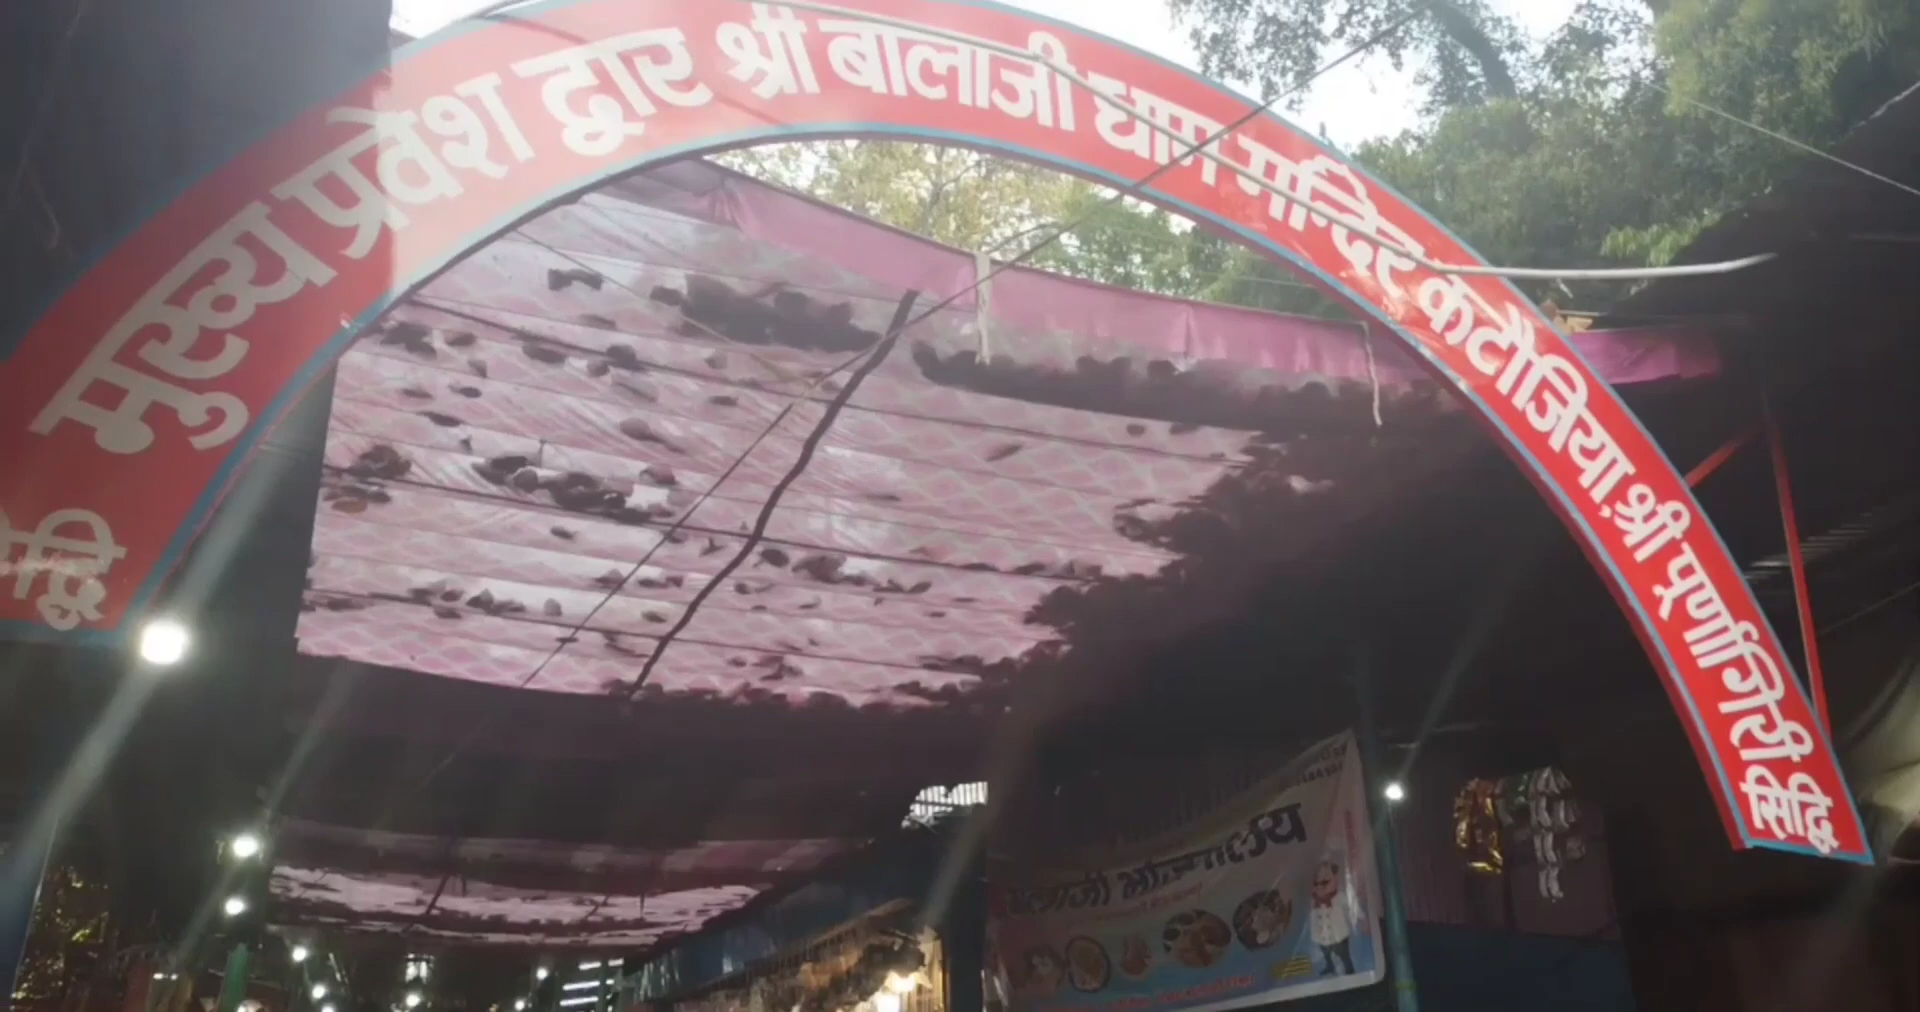 मुख्य प्रवेश द्वार श्री बालाजी धाम मन्दिर कटौजिया, श्री पूर्णागिरी सिद्धि
भोजनालय